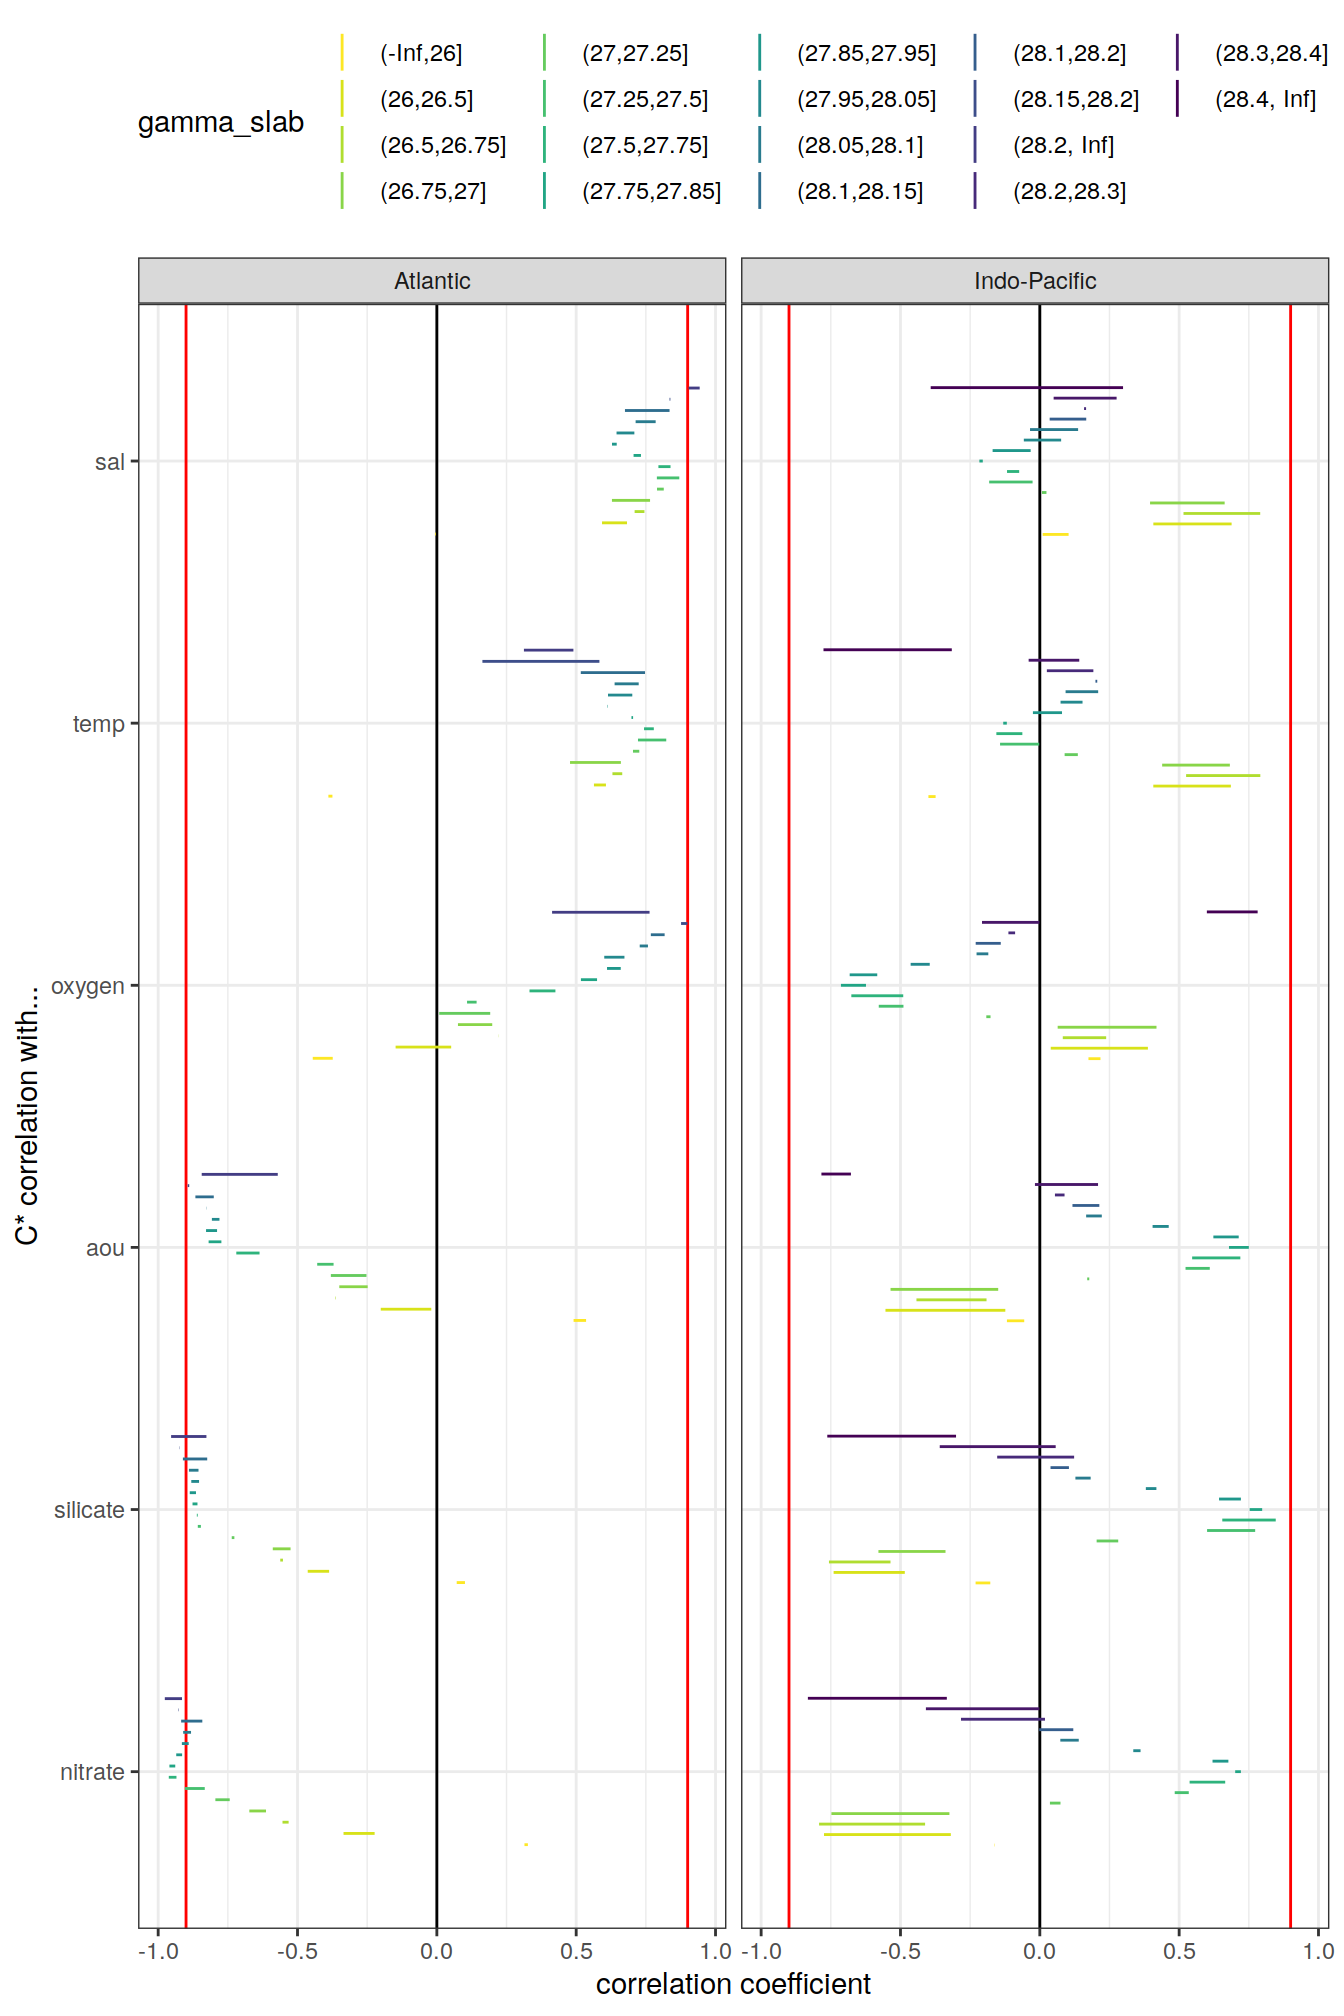 gamma_slab
(-Inf,26] (27,27.25] (27.85,27.95] (28.1,28.2] (28.3,28.4]
(26,26.5] (27.25,27.5] (27.95,28.05] (28.15,28.2] (28.4, Inf]
(26.5,26.75] (27.5,27.75] (28.05,28.1] (28.2, Inf]
(26.75,27] (27.75,27.85] (28.1,28.15] (28.2,28.3]
Atlantic Indo-Pacific
C* correlation with...
sal
temp
oxygen
aou
silicate
nitrate
-1.0 -0.5 0.0 0.5 1.0 -1.0 -0.5 0.0 0.5 1.0
correlation coefficient